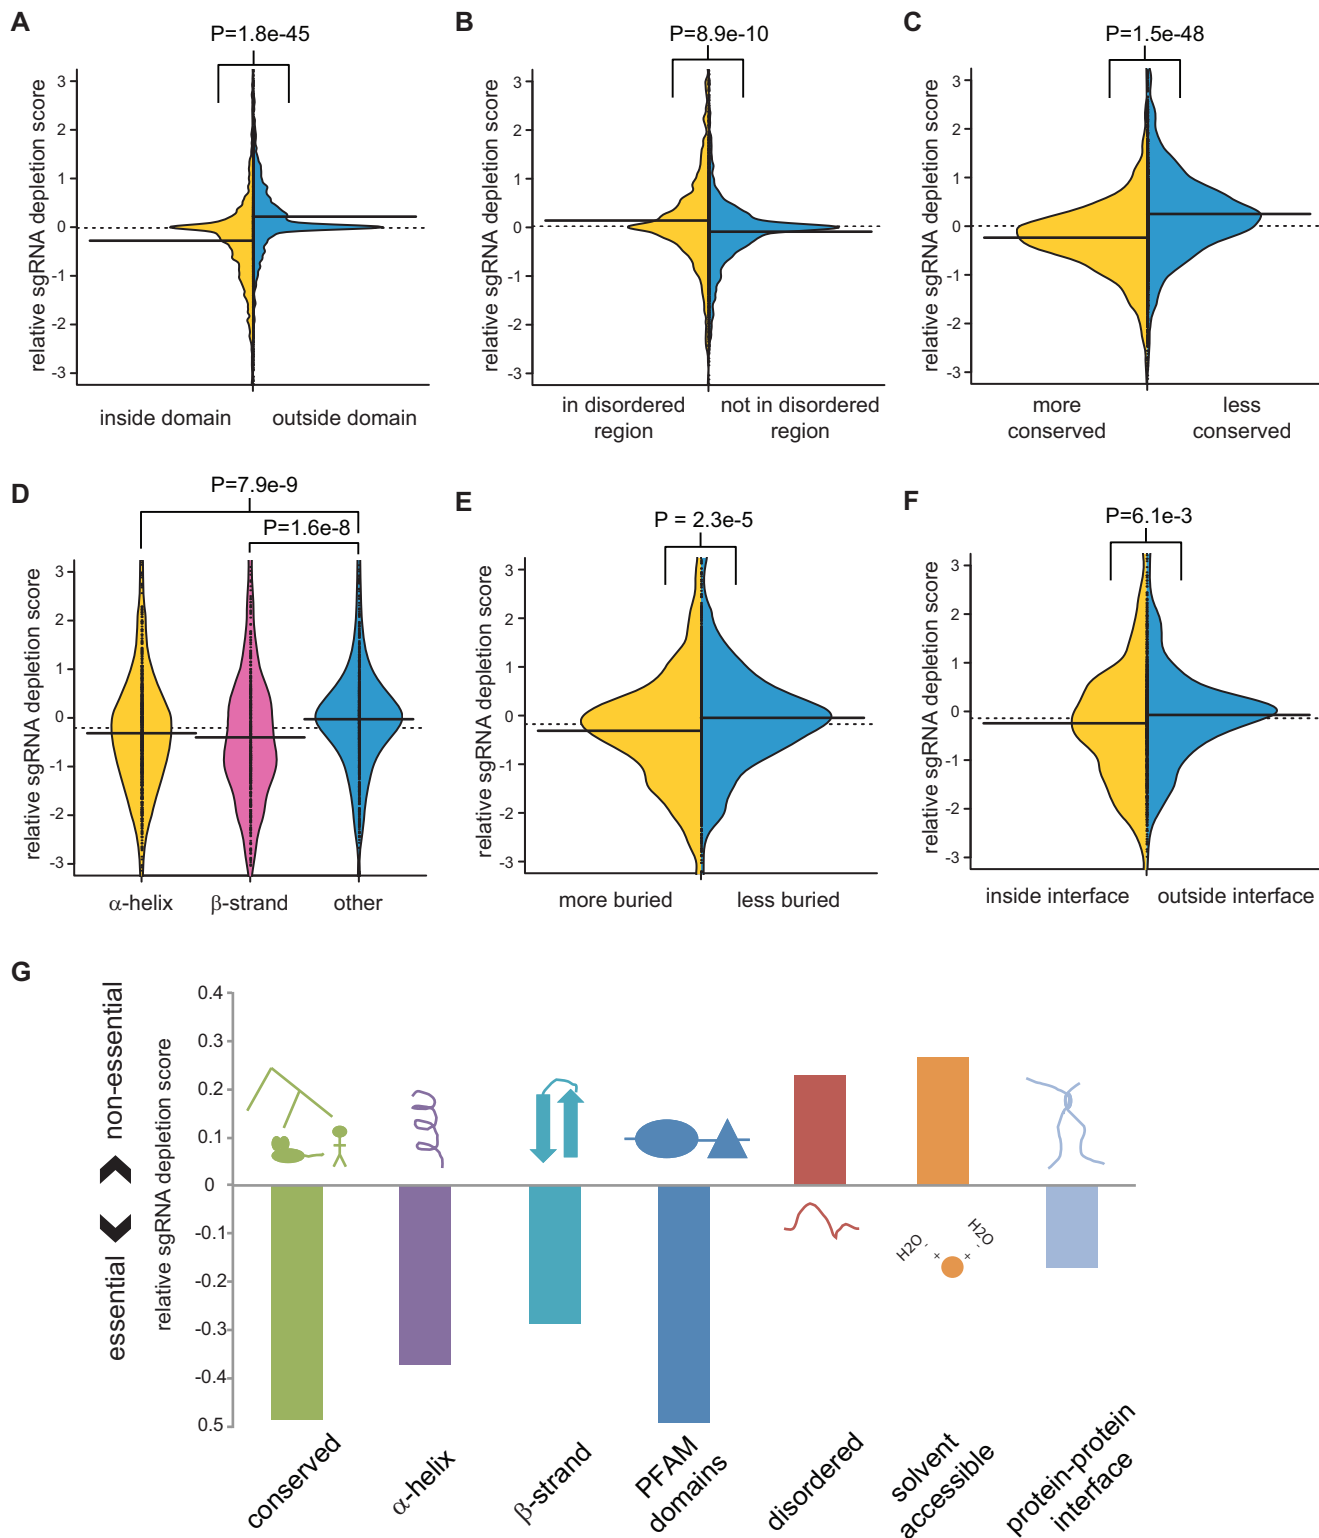 A
P=1.8e-45
relative sgRNA depletion score
3
2
1
0
-1
-2
-3
inside domain
outside domain
B
P=8.9e-10
relative sgRNA depletion score
3
2
1
0
-1
-2
-3
in disordered
region
not in disordered
region
C
P=1.5e-48
relative sgRNA depletion score
3
2
1
0
-1
-2
-3
more
conserved
less
conserved
D
P=7.9e-9
P=1.6e-8
relative sgRNA depletion score
3
2
1
0
-1
-2
-3
α-helix
β-strand
other
E
P = 2.3e-5
relative sgRNA depletion score
3
2
1
0
-1
-2
-3
more buried
less buried
F
P=6.1e-3
relative sgRNA depletion score
3
2
1
0
-1
-2
-3
inside interface
outside interface
G
essential
non-essential
relative sgRNA depletion score
0.4
0.3
0.2
0.1
0
-0.1
-0.2
-0.3
-0.4
0.5
H2O
- +
H2O
- +
conserved
α-helix
β-strand
PFAM
domains
disordered
solvent
accessible
protein-protein
interface